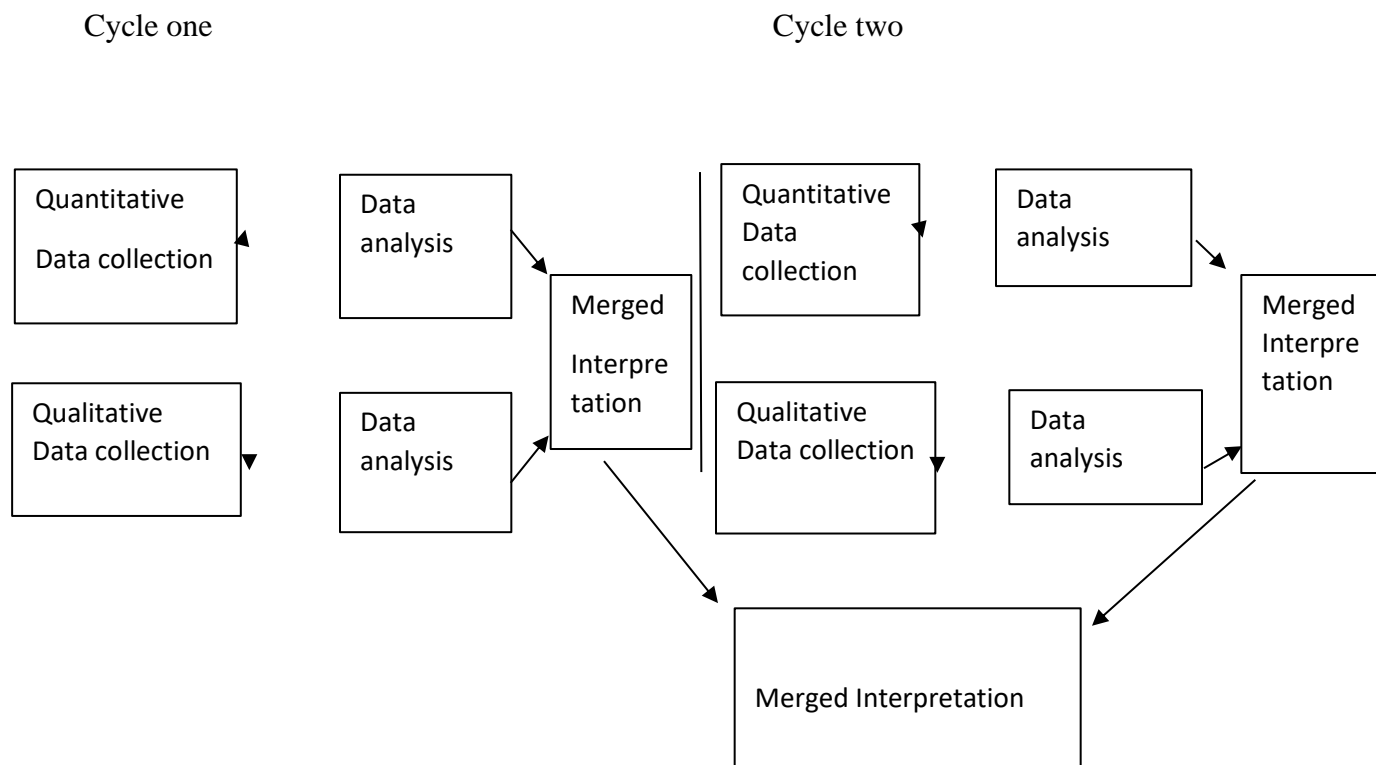 Cycle one
Cycle two
Quantitative
Data collection
Data
analysis
Merged
Interpre
tation
Qualitative
Data collection
Data
analysis
Quantitative
Data
collection
Data
analysis
Merged
Interpre
tation
Qualitative
Data collection
Data
analysis
Merged Interpretation